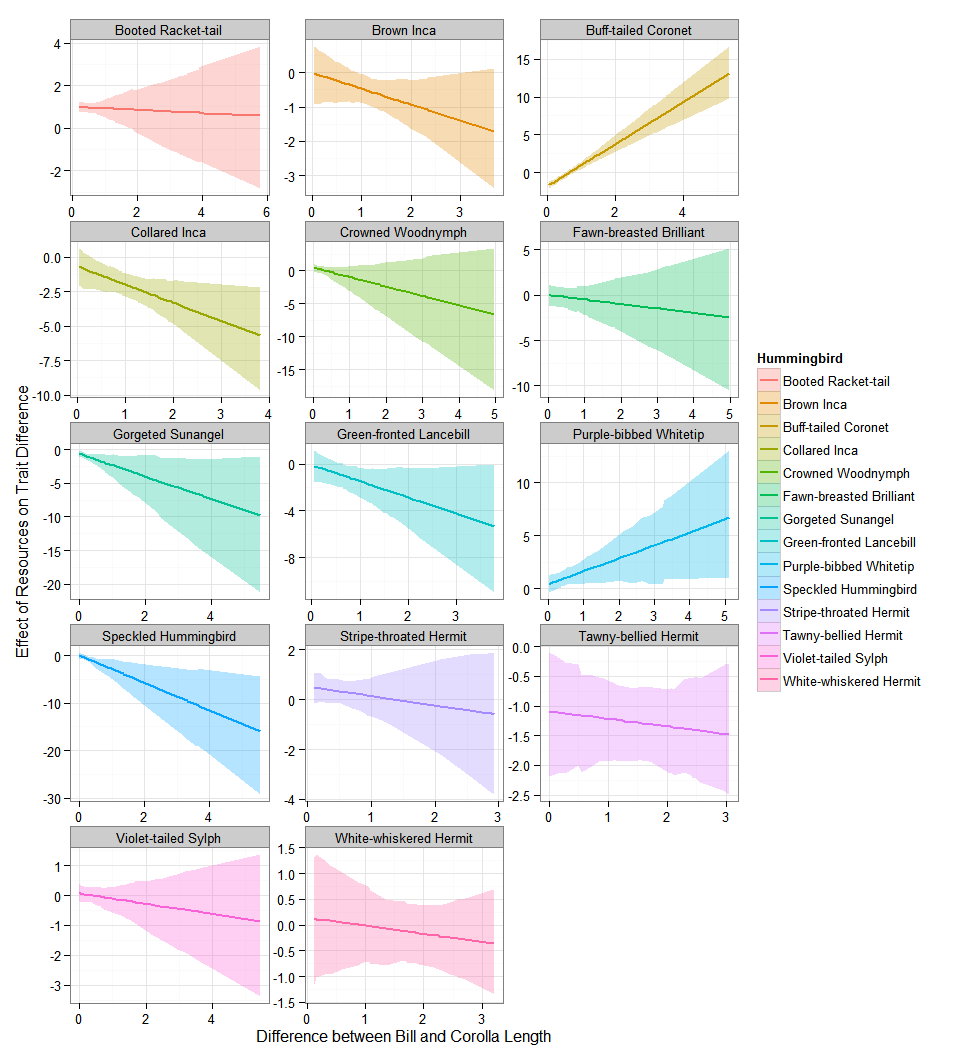 Booted Racket-tail
Brown Inca
Buff-tailed Coronet
4
2
0
-2
0 2 4 6
0
-1
-2
-3
0 1 2 3
15
10
5
0
0 2 4
Collared Inca
Crowned Woodnymph
Fawn-breasted Brilliant
0.0
-2.5
-5.0
-7.5
-10.0
0 1 2 3 4
0
-5
-10
-15
0 1 2 3 4 5
5
0
-5
-10
0 1 2 3 4 5
Gorgeted Sunangel
Green-fronted Lancebill
Purple-bibbed Whitetip
0
-5
-10
-15
-20
0 2 4
0
-4
-8
0 1 2 3
10
5
0
0 1 2 3 4 5
Speckled Hummingbird
Stripe-throated Hermit
Tawny-bellied Hermit
0
-10
-20
-30
0 2 4
2
0
-2
-4
0 1 2 3
0.0
-0.5
-1.0
-1.5
-2.0
-2.5
0 1 2 3
Violet-tailed Sylph
White-whiskered Hermit
1
0
-1
-2
-3
0 2 4
1.5
1.0
0.5
0.0
-0.5
-1.0
-1.5
0 1 2 3
Effect of Resources on Trait Difference
Difference between Bill and Corolla Length
Hummingbird
Booted Racket-tail
Brown Inca
Buff-tailed Coronet
Collared Inca
Crowned Woodnymph
Fawn-breasted Brilliant
Gorgeted Sunangel
Green-fronted Lancebill
Purple-bibbed Whitetip
Speckled Hummingbird
Stripe-throated Hermit
Tawny-bellied Hermit
Violet-tailed Sylph
White-whiskered Hermit